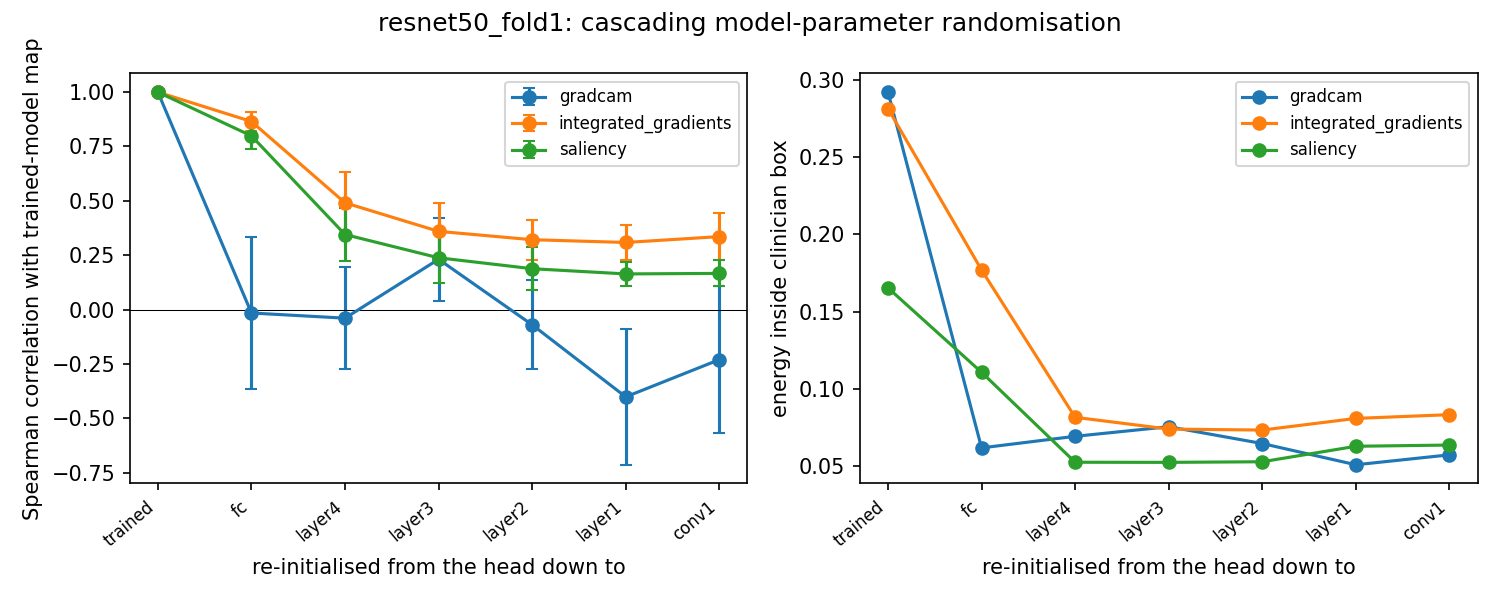 resnet50_fold1: cascading model-parameter randomisation
Spearman correlation with trained-model map
1.00
0.75
0.50
0.25
0.00
−0.25
−0.50
−0.75
gradcam
integrated_gradients
saliency
trained
fc
layer4
layer3
layer2
layer1
conv1
re-initialised from the head down to
energy inside clinician box
0.30
0.25
0.20
0.15
0.10
0.05
gradcam
integrated_gradients
saliency
trained
fc
layer4
layer3
layer2
layer1
conv1
re-initialised from the head down to